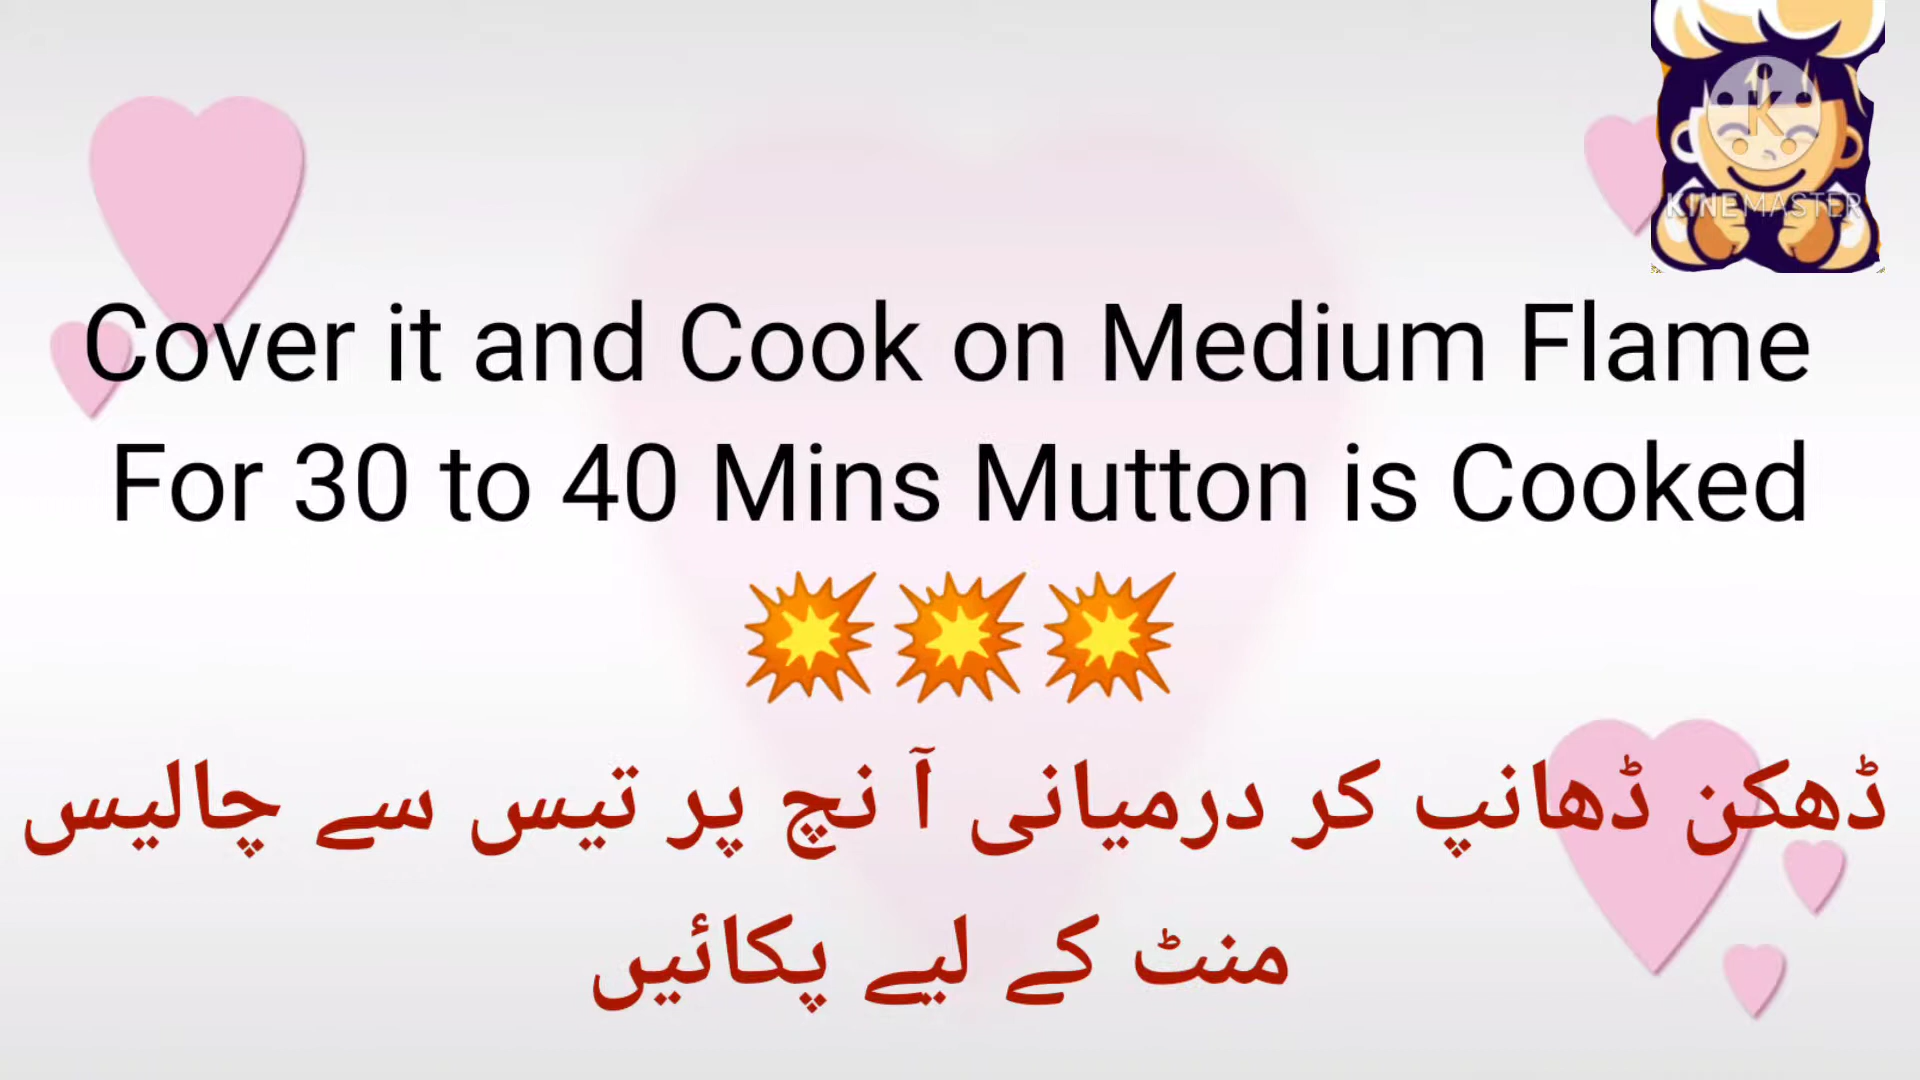 KINEMASTER
Cover it and Cook on Medium Flame
For 30 to 40 Mins Mutton is Cooked
💥💥💥
ڈھکن ڈھانپ کر درمیانی آ نچ پر تیس سے چالیس
منٹ کے لیے پکائیں